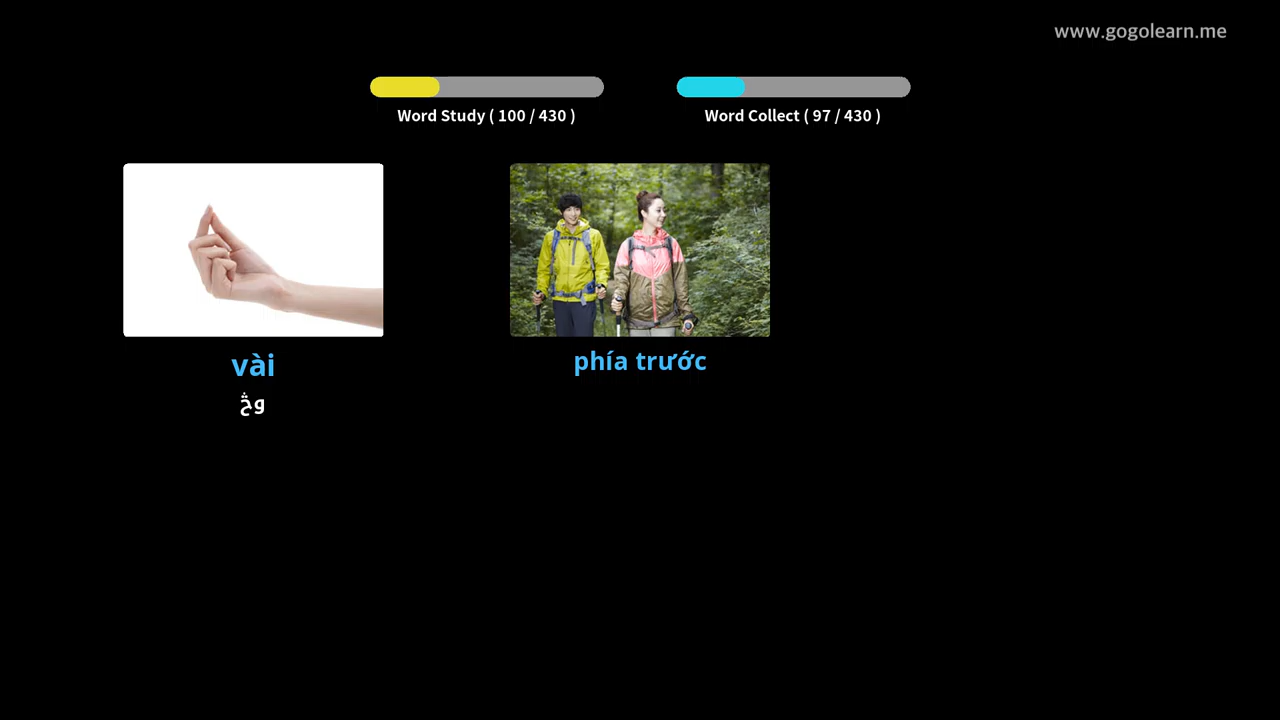 www.gogolearn.me
Word Study ( 100 / 430 )
Word Collect ( 97 / 430 )
vài
phía trước